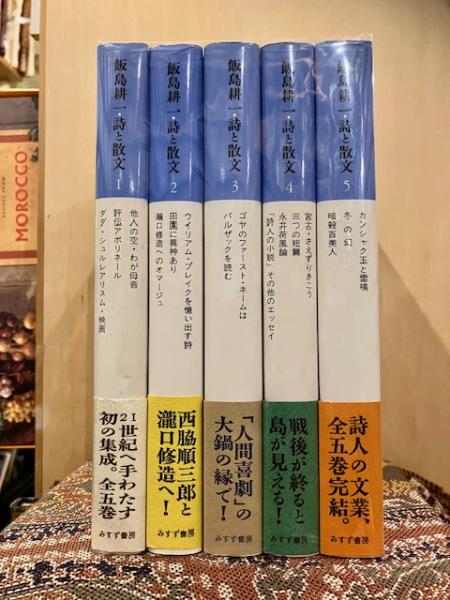 MOROCCO
飯島耕一・詩と散文 1
他人の空・わが母音
評伝アポリネール
ダダ・シュルレアリスム・映画
21世紀へ手わたす
初の集成。全五巻
みすず書房
飯島耕一・詩と散文 2
ウイリアム・ブレイクを憶い出す詩
田園に異神あり
瀧口修造へのオマージュ
西脇順三郎と
瀧口修造へ!
みすず書房
飯島耕一・詩と散文 3
ゴヤのファースト・ネームは
バルザックを読む
「人間喜劇」の
大鍋の縁で!
みすず書房
飯島耕一・詩と散文 4
宮古・さえずりきこう
三つの短篇
永井荷風論
「詩人の小説」その他のエッセイ
戦後が終ると
島が見える!
みすず書房
飯島耕一・詩と散文 5
カンシャク玉と雷鳴
冬の幻
暗殺百美人
詩人の文業、
全五巻完結。
みすず書房